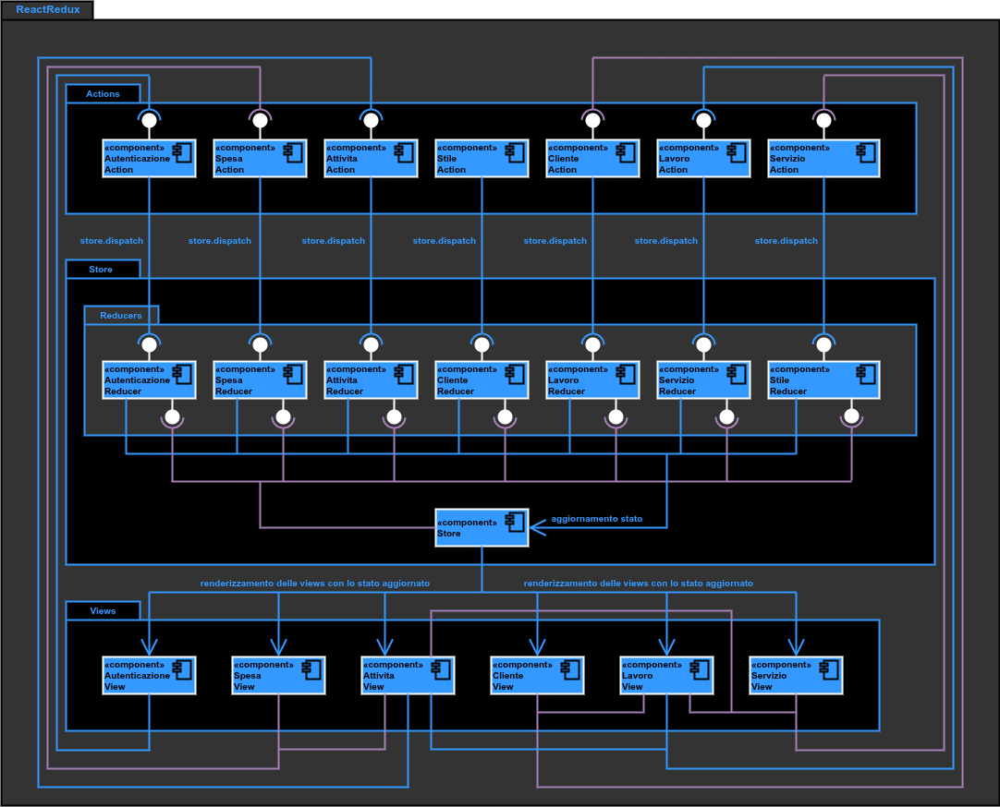 ReactRedux
Actions
«component»
Autenticazione
Action
«component»
Spesa
Action
«component»
Attivita
Action
«component»
Stile
Action
«component»
Cliente
Action
«component»
Lavoro
Action
«component»
Servizio
Action
store.dispatch
store.dispatch
store.dispatch
store.dispatch
store.dispatch
store.dispatch
store.dispatch
Store
Reducers
«component»
Autenticazione
Reducer
«component»
Spesa
Reducer
«component»
Attivita
Reducer
«component»
Cliente
Reducer
«component»
Lavoro
Reducer
«component»
Servizio
Reducer
«component»
Stile
Reducer
«component»
Store
aggiornamento stato
renderizzamento delle views con lo stato aggiornato
renderizzamento delle views con lo stato aggiornato
Views
«component»
Autenticazione
View
«component»
Spesa
View
«component»
Attivita
View
«component»
Cliente
View
«component»
Lavoro
View
«component»
Servizio
View